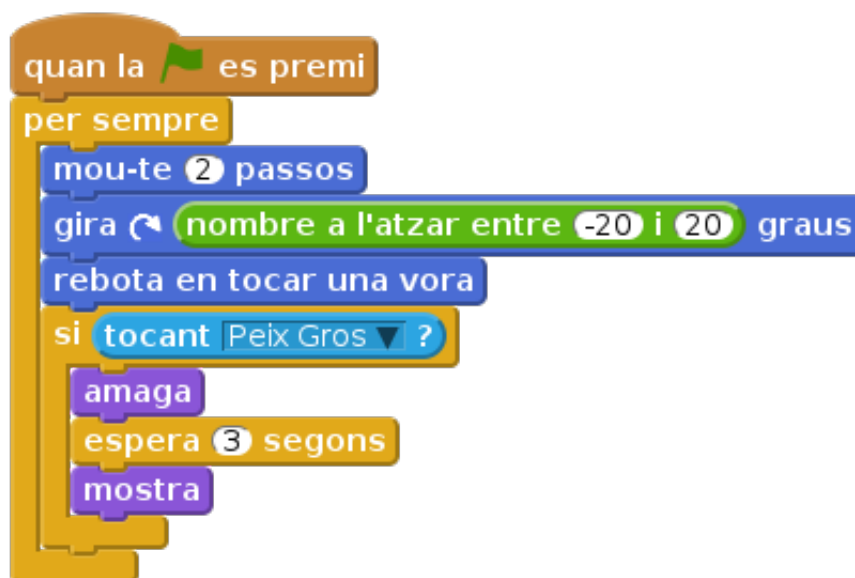 quan la es premi
per sempre
mou-te 2 passos
gira nombre a l'atzar entre -20 i 20 graus
rebota en tocar una vora
si tocant Peix Gros ?
amaga
espera 3 segons
mostra